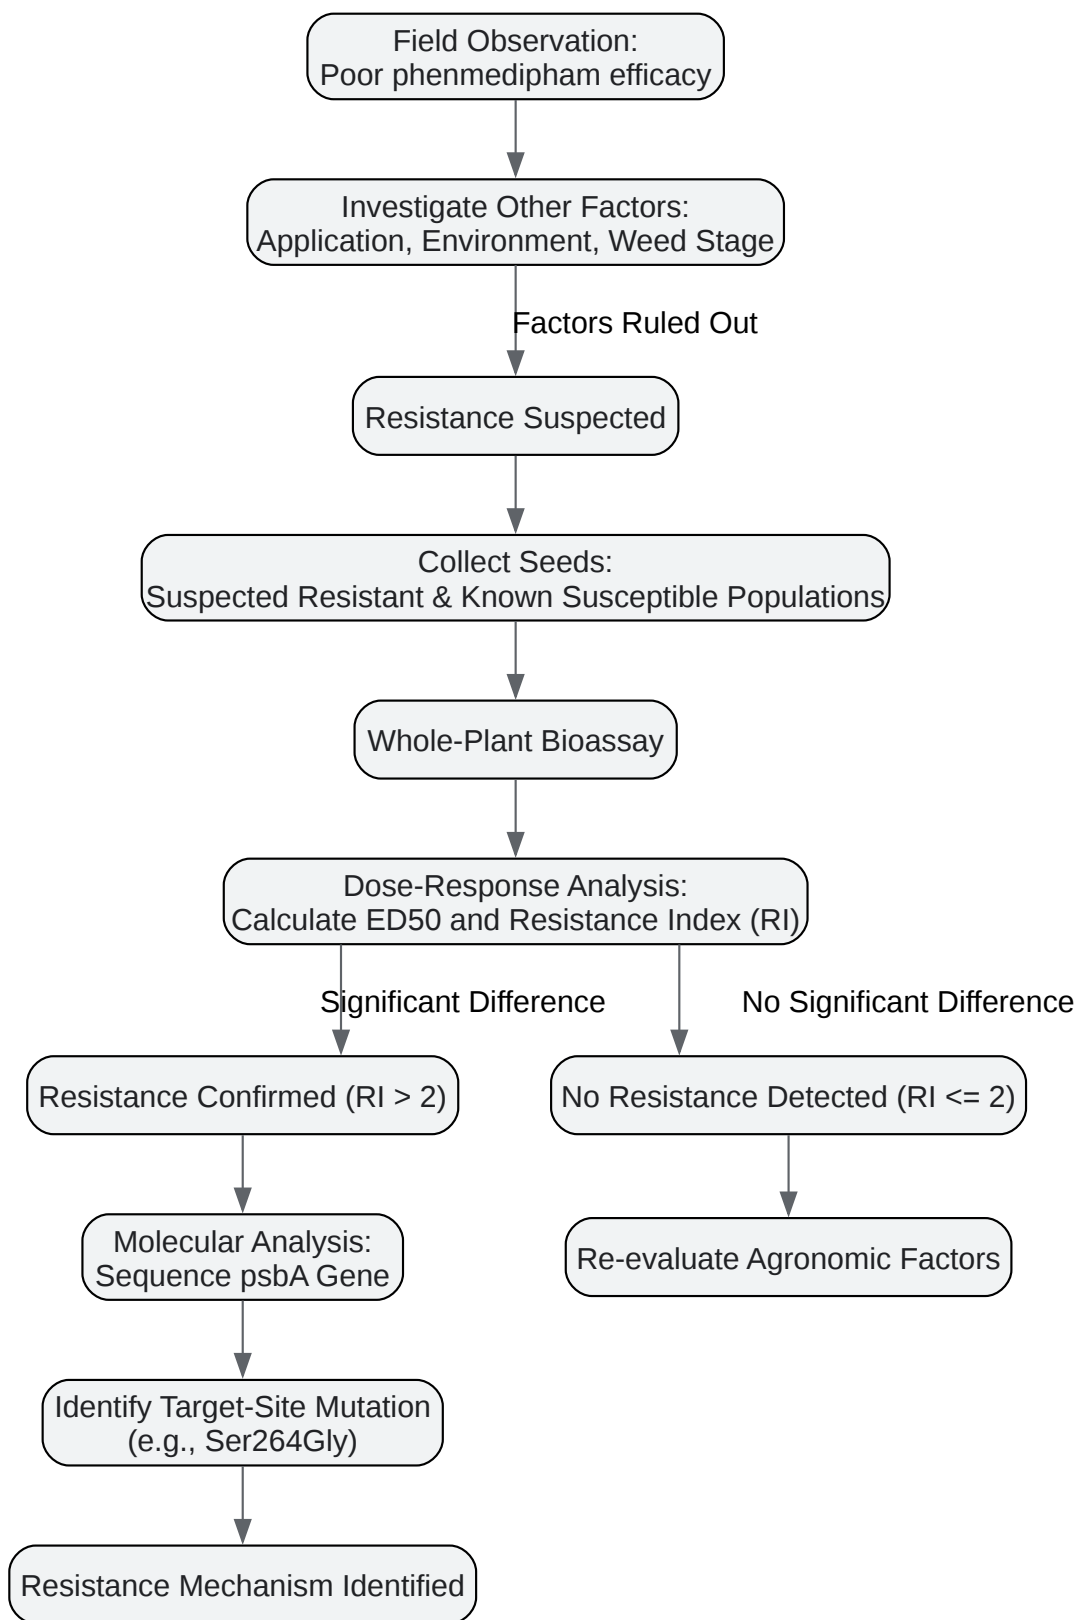 Field Observation:
Poor phenmedipham efficacy
Investigate Other Factors:
Application, Environment, Weed Stage
Factors Ruled Out
Resistance Suspected
Collect Seeds:
Suspected Resistant & Known Susceptible Populations
Whole-Plant Bioassay
Dose-Response Analysis:
Calculate ED50 and Resistance Index (RI)
Significant Difference
No Significant Difference
Resistance Confirmed (RI > 2)
No Resistance Detected (RI <= 2)
Molecular Analysis:
Sequence psbA Gene
Re-evaluate Agronomic Factors
Identify Target-Site Mutation
(e.g., Ser264Gly)
Resistance Mechanism Identified